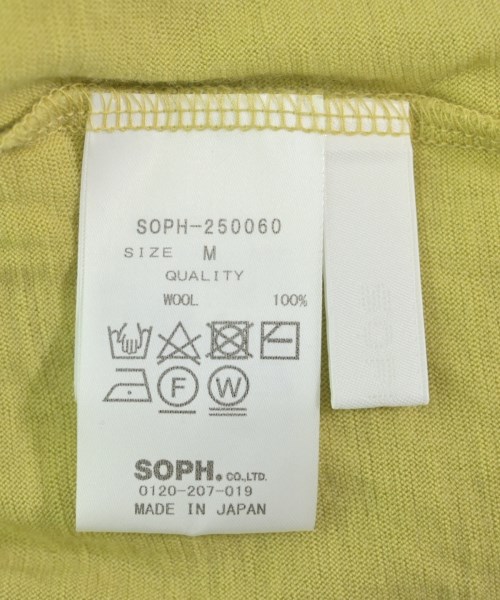 SOPH-250060
SIZE M
QUALITY
WOOL 100%
F W
SOPH. CO.,LTD.
0120-207-019
MADE IN JAPAN